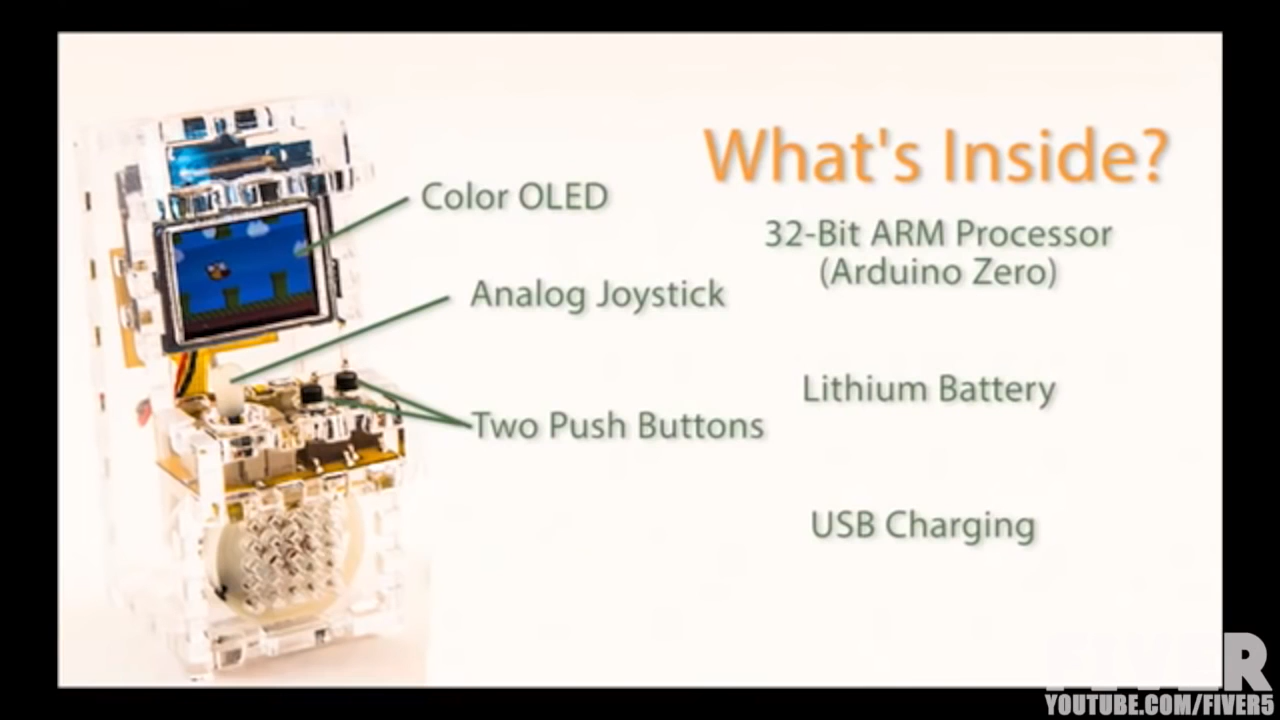 What's Inside?
Color OLED
32-Bit ARM Processor
(Arduino Zero)
Analog Joystick
Lithium Battery
Two Push Buttons
USB Charging
FIVER
YOUTUBE.COM/FIVER5